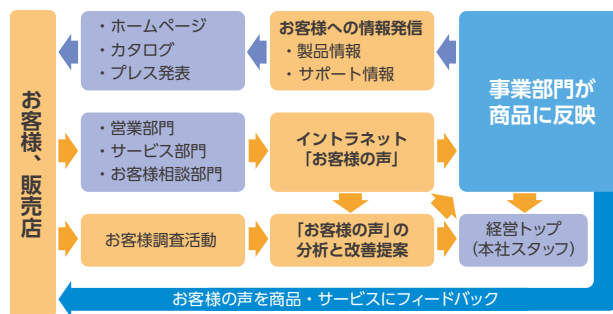 お客様、販売店
・ホームページ
・カタログ
・プレス発表
お客様への情報発信
・製品情報
・サポート情報
事業部門が
商品に反映
・営業部門
・サービス部門
・お客様相談部門
イントラネット
「お客様の声」
お客様調査活動
「お客様の声」の
分析と改善提案
経営トップ
(本社スタッフ)
お客様の声を商品・サービスにフィードバック